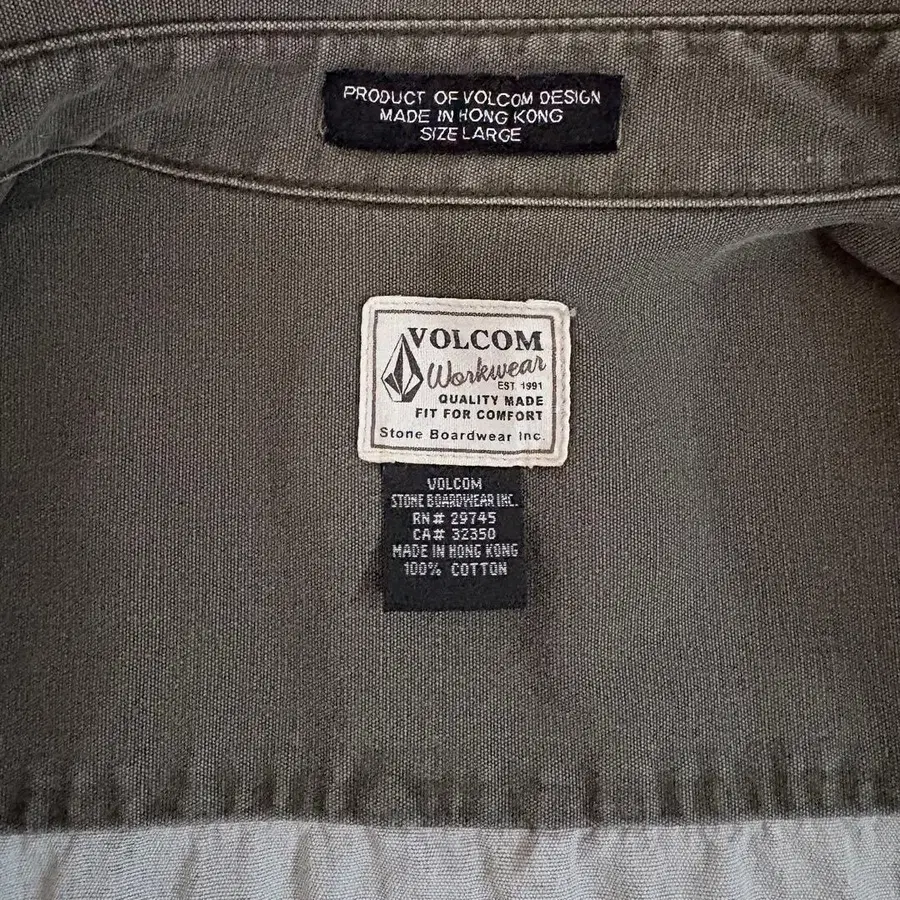 PRODUCT OF VOLCOM DESIGN
MADE IN HONG KONG
SIZE LARGE
VOLCOM
Workwear
EST 1991
QUALITY MADE
FIT FOR COMFORT
Stone Boardwear Inc.
VOLCOM
STONE BOARDWEAR INC.
RN# 29745
CA# 32350
MADE IN HONG KONG
100% COTTON